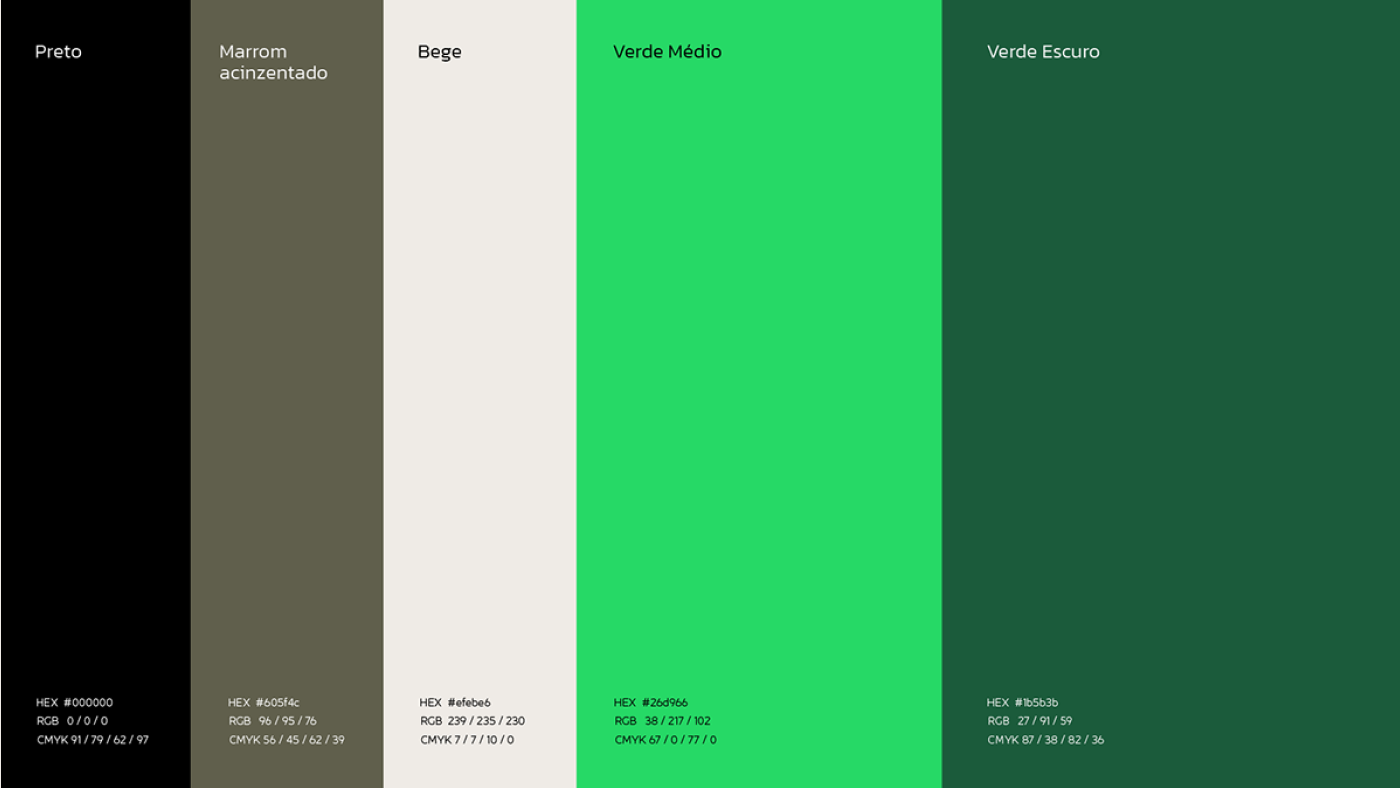 Preto
Marrom
acinzentado
Bege
Verde Médio
Verde Escuro
HEX #000000
RGB 0 / 0 / 0
CMYK 91 / 79 / 62 / 97
HEX #605f4c
RGB 96 / 95 / 76
CMYK 56 / 45 / 62 / 39
HEX #efebe6
RGB 239 / 235 / 230
CMYK 7 / 7 / 10 / 0
HEX #26d966
RGB 38 / 217 / 102
CMYK 67 / 0 / 77 / 0
HEX #1b5b3b
RGB 27 / 91 / 59
CMYK 87 / 38 / 82 / 36